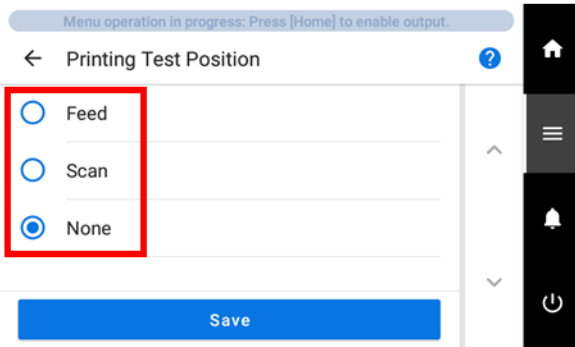 Menu operation in progress: Press [Home] to enable output.
Printing Test Position
?
Feed
Scan
None
Save